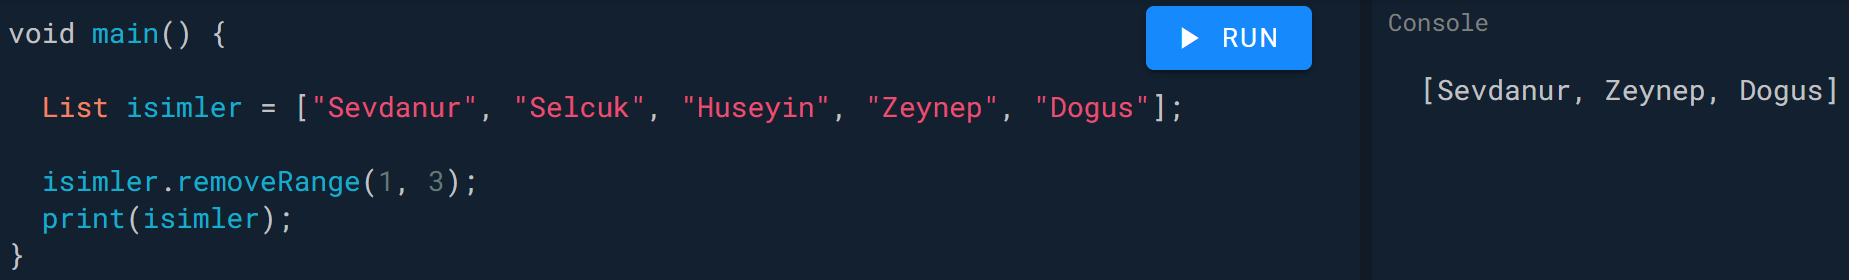 void main() {
RUN
Console
List isimler = ["Sevdanur", "Selcuk", "Huseyin", "Zeynep", "Dogus"];
[Sevdanur, Zeynep, Dogus]
isimler.removeRange(1, 3);
print(isimler);
}